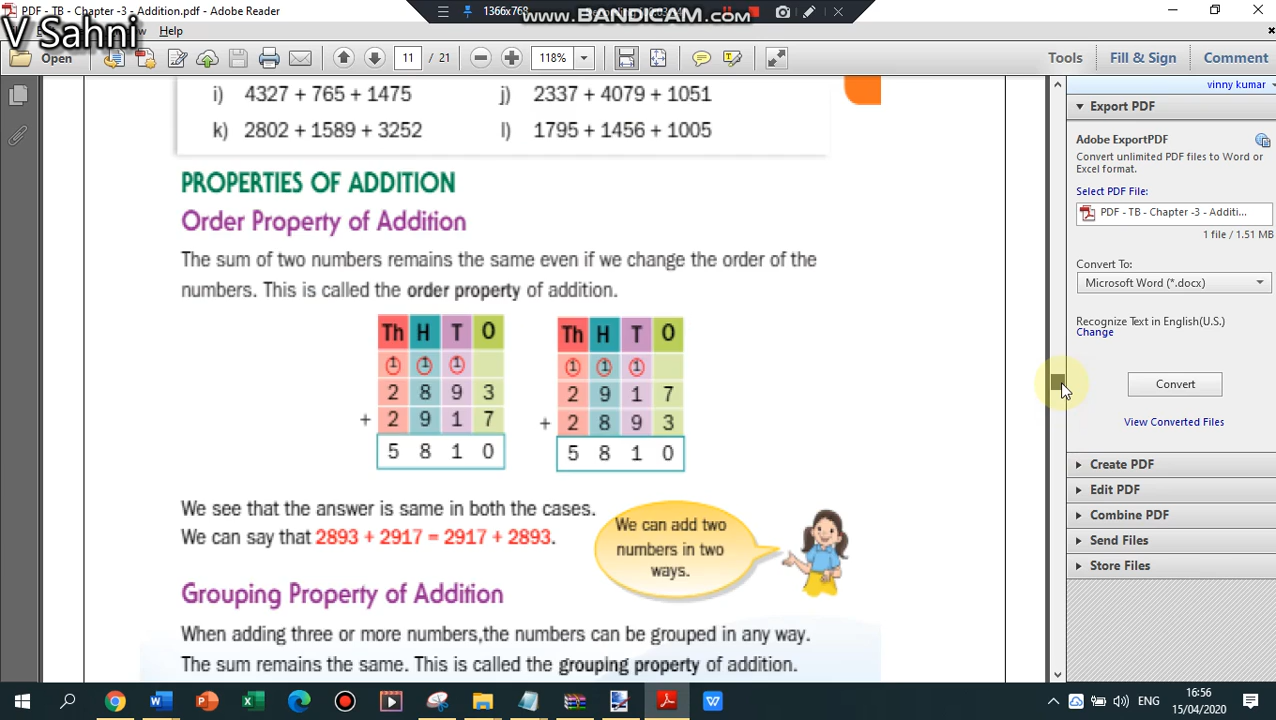 PDF - TB - Chapter -3 - Addition.pdf - Adobe Reader
1366x768
www.BANDICAM.com
V Sahni
Help
Open
11 / 21
118%
Tools
Fill & Sign
Comment
i) 4327 + 765 + 1475
j) 2337 + 4079 + 1051
k) 2802 + 1589 + 3252
l) 1795 + 1456 + 1005
PROPERTIES OF ADDITION
Order Property of Addition
The sum of two numbers remains the same even if we change the order of the
numbers. This is called the order property of addition.
Th H T O
1 1 1
2 8 9 3
+ 2 9 1 7
5 8 1 0
Th H T O
1 1 1
2 9 1 7
+ 2 8 9 3
5 8 1 0
We see that the answer is same in both the cases.
We can say that 2893 + 2917 = 2917 + 2893.
We can add two
numbers in two
ways.
Grouping Property of Addition
When adding three or more numbers,the numbers can be grouped in any way.
The sum remains the same. This is called the grouping property of addition.
vinny kumar
Export PDF
Adobe ExportPDF
Convert unlimited PDF files to Word or
Excel format.
Select PDF File:
PDF - TB - Chapter -3 - Additi...
1 file / 1.51 MB
Convert To:
Microsoft Word (*.docx)
Recognize Text in English(U.S.)
Change
Convert
View Converted Files
Create PDF
Edit PDF
Combine PDF
Send Files
Store Files
ENG
16:56
15/04/2020